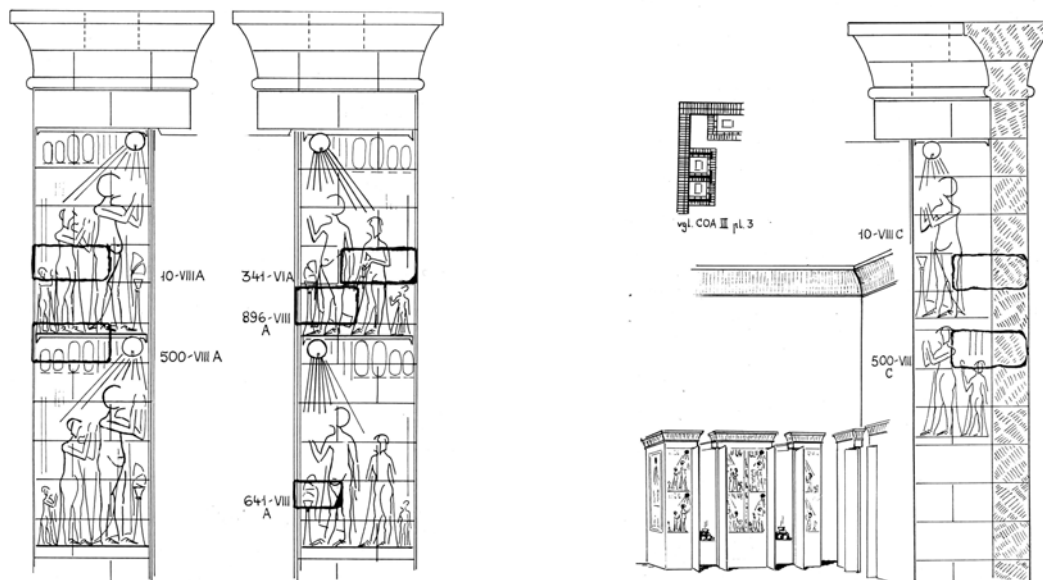 10-VIII A
500-VIII A
341-VI A
896-VIII
A
641-VIII
A
vgl. COA III pl. 3
10-VIII C
500-VIII
C